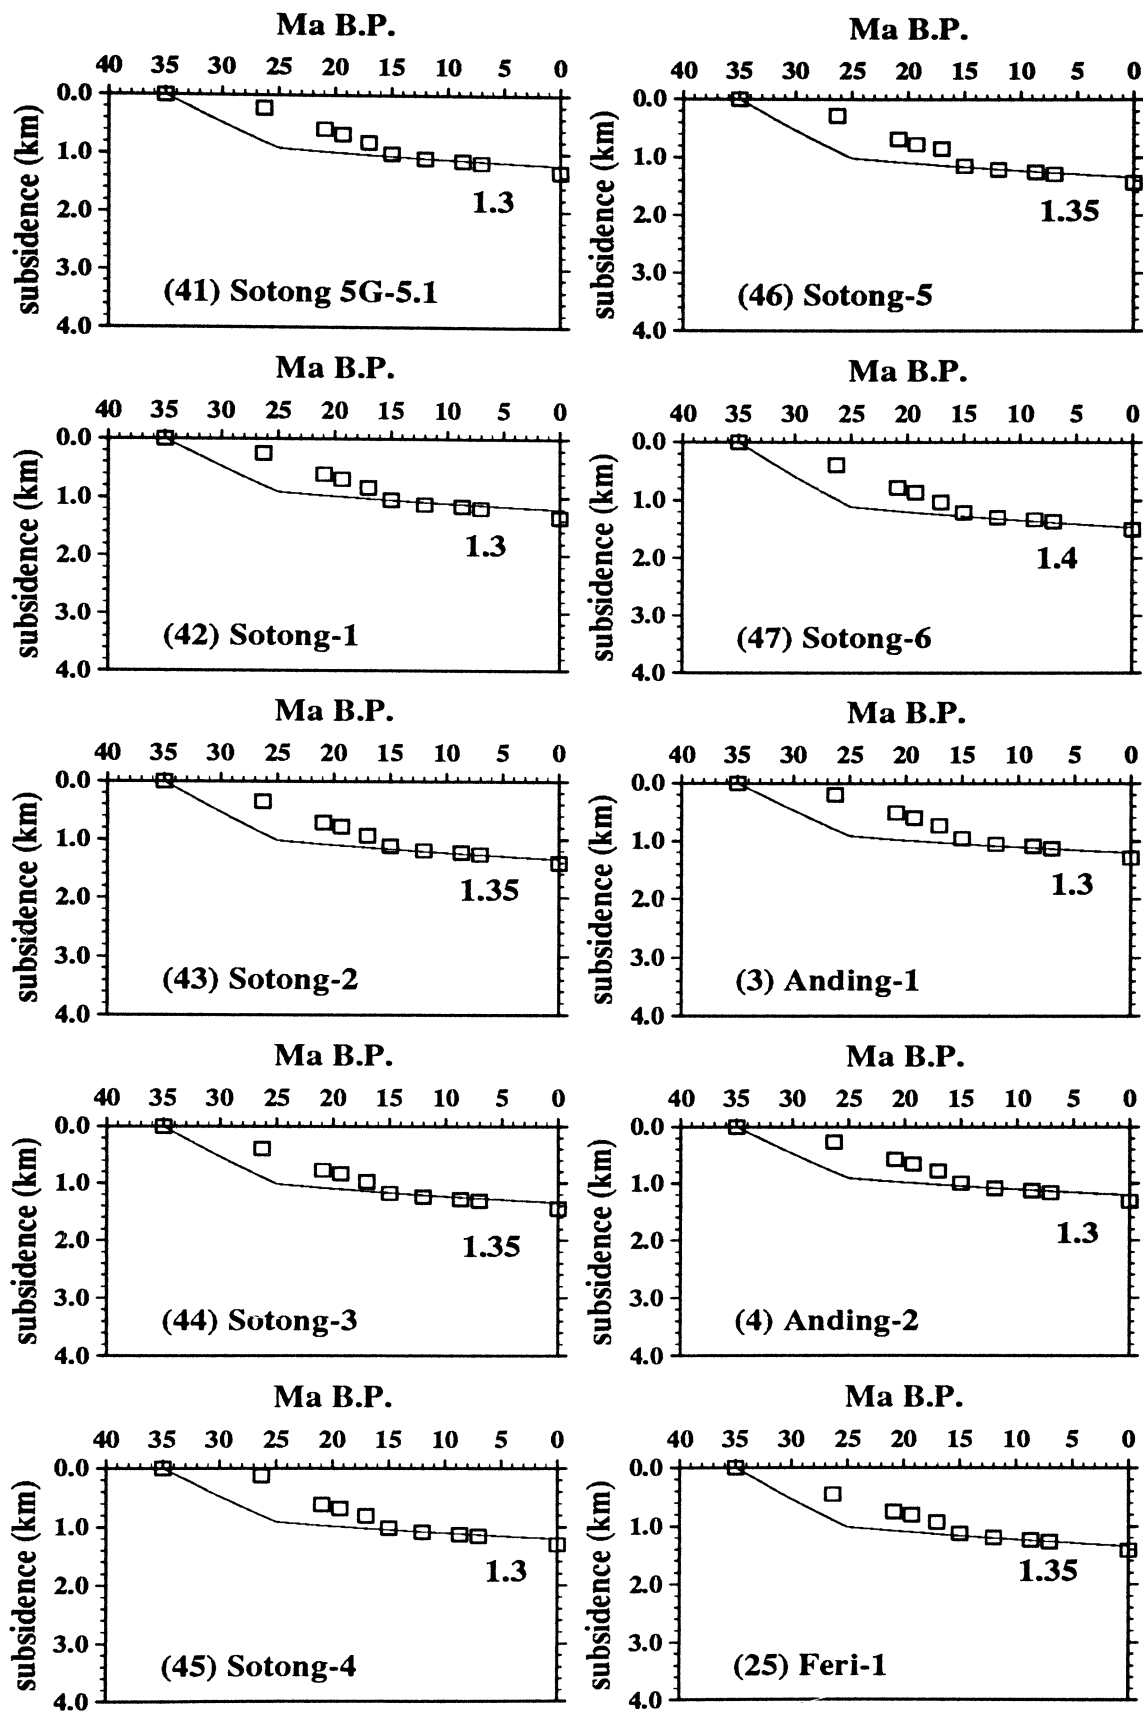 Ma B.P.
40 35 30 25 20 15 10 5 0
0.0
1.0
2.0
3.0
4.0
subsidence (km)
1.3
(41) Sotong 5G-5.1
Ma B.P.
40 35 30 25 20 15 10 5 0
0.0
1.0
2.0
3.0
4.0
subsidence (km)
1.35
(46) Sotong-5
Ma B.P.
40 35 30 25 20 15 10 5 0
0.0
1.0
2.0
3.0
4.0
subsidence (km)
1.3
(42) Sotong-1
Ma B.P.
40 35 30 25 20 15 10 5 0
0.0
1.0
2.0
3.0
4.0
subsidence (km)
1.4
(47) Sotong-6
Ma B.P.
40 35 30 25 20 15 10 5 0
0.0
1.0
2.0
3.0
4.0
subsidence (km)
1.35
(43) Sotong-2
Ma B.P.
40 35 30 25 20 15 10 5 0
0.0
1.0
2.0
3.0
4.0
subsidence (km)
1.3
(3) Anding-1
Ma B.P.
40 35 30 25 20 15 10 5 0
0.0
1.0
2.0
3.0
4.0
subsidence (km)
1.35
(44) Sotong-3
Ma B.P.
40 35 30 25 20 15 10 5 0
0.0
1.0
2.0
3.0
4.0
subsidence (km)
1.3
(4) Anding-2
Ma B.P.
40 35 30 25 20 15 10 5 0
0.0
1.0
2.0
3.0
4.0
subsidence (km)
1.3
(45) Sotong-4
Ma B.P.
40 35 30 25 20 15 10 5 0
0.0
1.0
2.0
3.0
4.0
subsidence (km)
1.35
(25) Feri-1